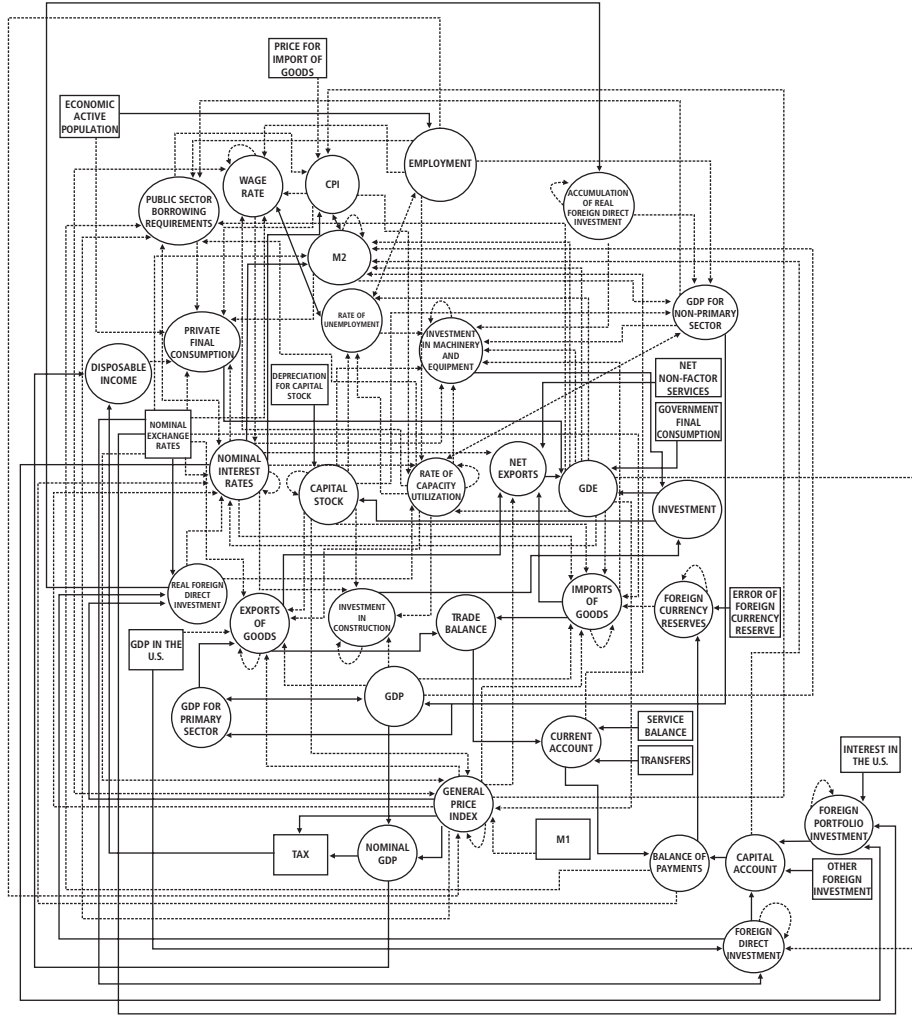 PRICE FOR
IMPORT OF
GOODS
ECONOMIC
ACTIVE
POPULATION
EMPLOYMENT
WAGE
RATE
CPI
PUBLIC SECTOR
BORROWING
REQUIREMENTS
ACCUMULATION
OF REAL
FOREIGN DIRECT
INVESTMENT
M2
RATE OF
UNEMPLOYMENT
GDP FOR
NON-PRIMARY
SECTOR
PRIVATE
FINAL
CONSUMPTION
INVESTMENT
IN MACHINERY
AND
EQUIPMENT
DISPOSABLE
INCOME
DEPRECIATION
FOR CAPITAL
STOCK
NET
NON-FACTOR
SERVICES
GOVERNMENT
FINAL
CONSUMPTION
NOMINAL
EXCHANGE
RATES
NOMINAL
INTEREST
RATES
CAPITAL
STOCK
RATE OF
CAPACITY
UTILIZATION
NET
EXPORTS
GDE
INVESTMENT
REAL FOREIGN
DIRECT
INVESTMENT
EXPORTS
OF
GOODS
INVESTMENT
IN
CONSTRUCTION
TRADE
BALANCE
IMPORTS
OF
GOODS
FOREIGN
CURRENCY
RESERVES
ERROR OF
FOREIGN
CURRENCY
RESERVE
GDP IN THE
U.S.
GDP FOR
PRIMARY
SECTOR
GDP
CURRENT
ACCOUNT
SERVICE
BALANCE
TRANSFERS
INTEREST IN
THE U.S.
GENERAL
PRICE
INDEX
FOREIGN
PORTFOLIO
INVESTMENT
TAX
NOMINAL
GDP
M1
BALANCE OF
PAYMENTS
CAPITAL
ACCOUNT
OTHER
FOREIGN
INVESTMENT
FOREIGN
DIRECT
INVESTMENT